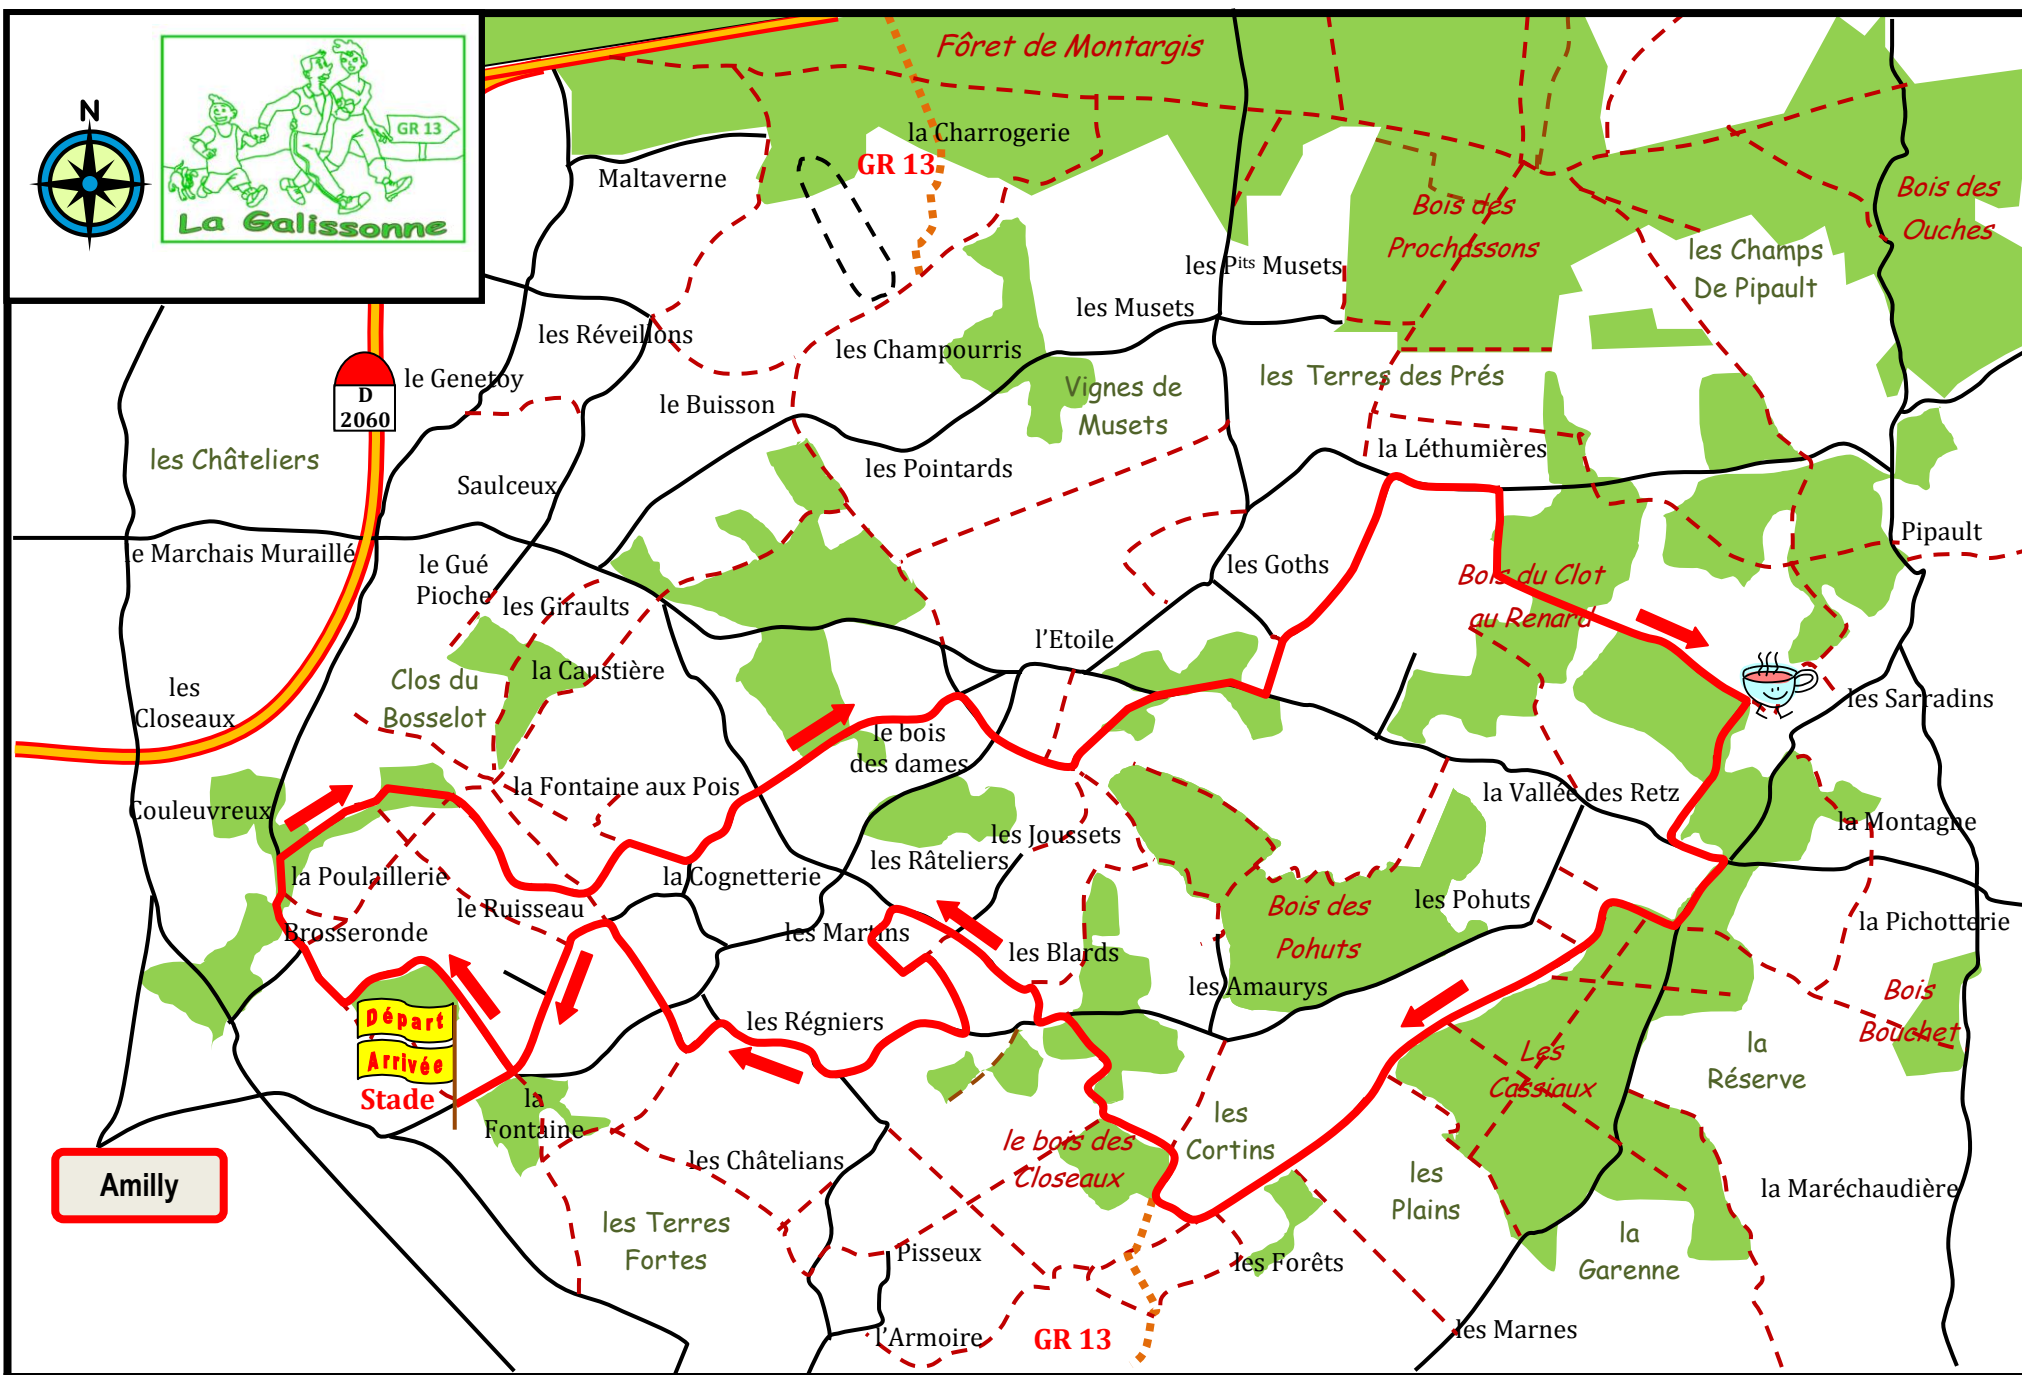 N
GR 13
La Galissonne
Fôret de Montargis
la Charrogerie
GR 13
Maltaverne
Bois des
Prochassons
Bois des
Ouches
les Champs
De Pipault
les Pits Musets
les Musets
les Réveillons
les Champourris
le Genetoy
D
2060
le Buisson
Vignes de
Musets
les Terres des Prés
les Châteliers
les Pointards
la Léthumières
Saulceux
le Marchais Muraillé
le Gué
Pioche
les Giraults
les Goths
Bois du Clot
au Renard
Pipault
l'Etoile
la Caustière
Clos du
Bosselot
les
Closeaux
les Sarradins
le bois
des dames
la Fontaine aux Pois
la Vallée des Retz
Couleuvreux
les Joussets
les Râteliers
la Montagne
la Poulaillerie
la Cognetterie
le Ruisseau
Bois des
Pohuts
les Pohuts
la Pichotterie
Brosseronde
les Martins
les Blards
les Amaurys
Bois
Bouchet
Départ
Arrivée
Stade
les Régniers
Les
Cassiaux
la
Réserve
la
Fontaine
les
Cortins
le bois des
Closeaux
les Châtelians
Amilly
les
Plains
la Maréchaudière
les Terres
Fortes
Pisseux
les Forêts
la
Garenne
l'Armoire
GR 13
les Marnes